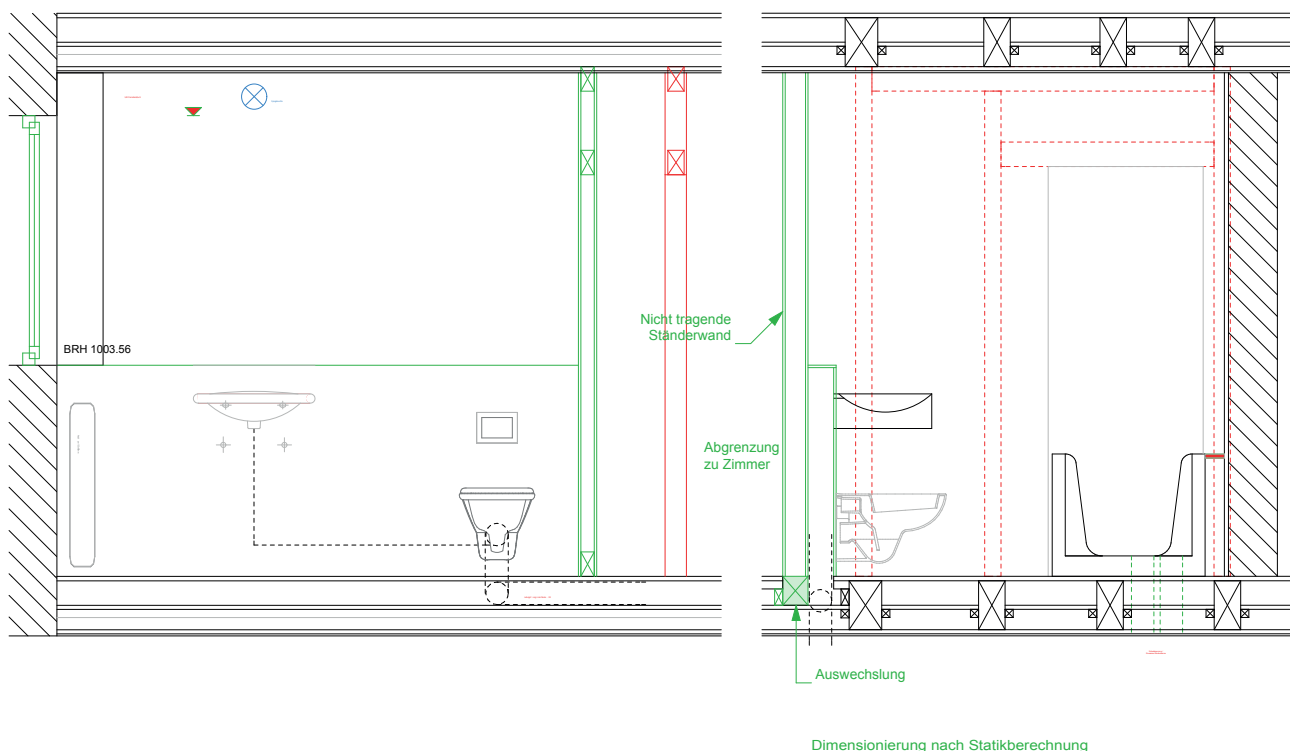 BRH 1003.56
Nicht tragende
Ständerwand
Abgrenzung
zu Zimmer
Auswechslung
Dimensionierung nach Statikberechnung